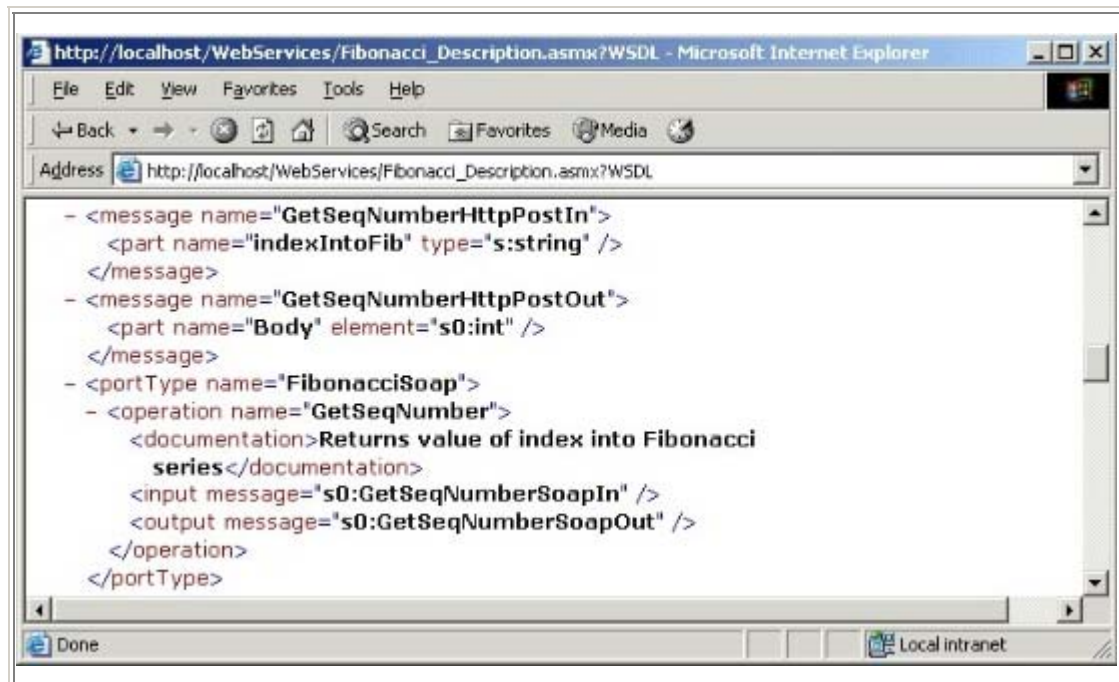 http://localhost/WebServices/Fibonacci_Description.asmx?WSDL - Microsoft Internet Explorer
File Edit View Favorites Tools Help
Back Search Favorites Media
Address http://localhost/WebServices/Fibonacci_Description.asmx?WSDL
- <message name="GetSeqNumberHttpPostIn">
<part name="indexIntoFib" type="s:string" />
</message>
- <message name="GetSeqNumberHttpPostOut">
<part name="Body" element="s0:int" />
</message>
- <portType name="FibonacciSoap">
- <operation name="GetSeqNumber">
<documentation>Returns value of index into Fibonacci
series</documentation>
<input message="s0:GetSeqNumberSoapIn" />
<output message="s0:GetSeqNumberSoapOut" />
</operation>
</portType>
Done Local intranet